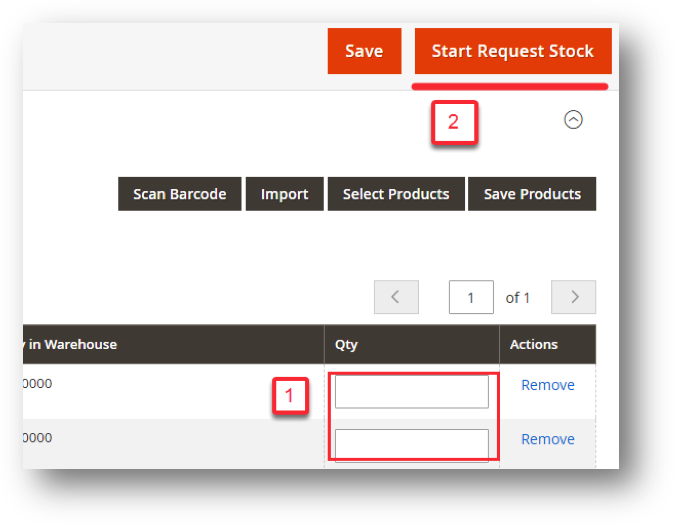 Save Start Request Stock
2
Scan Barcode Import Select Products Save Products
1 of 1
in Warehouse Qty Actions
0000 Remove
1
0000 Remove